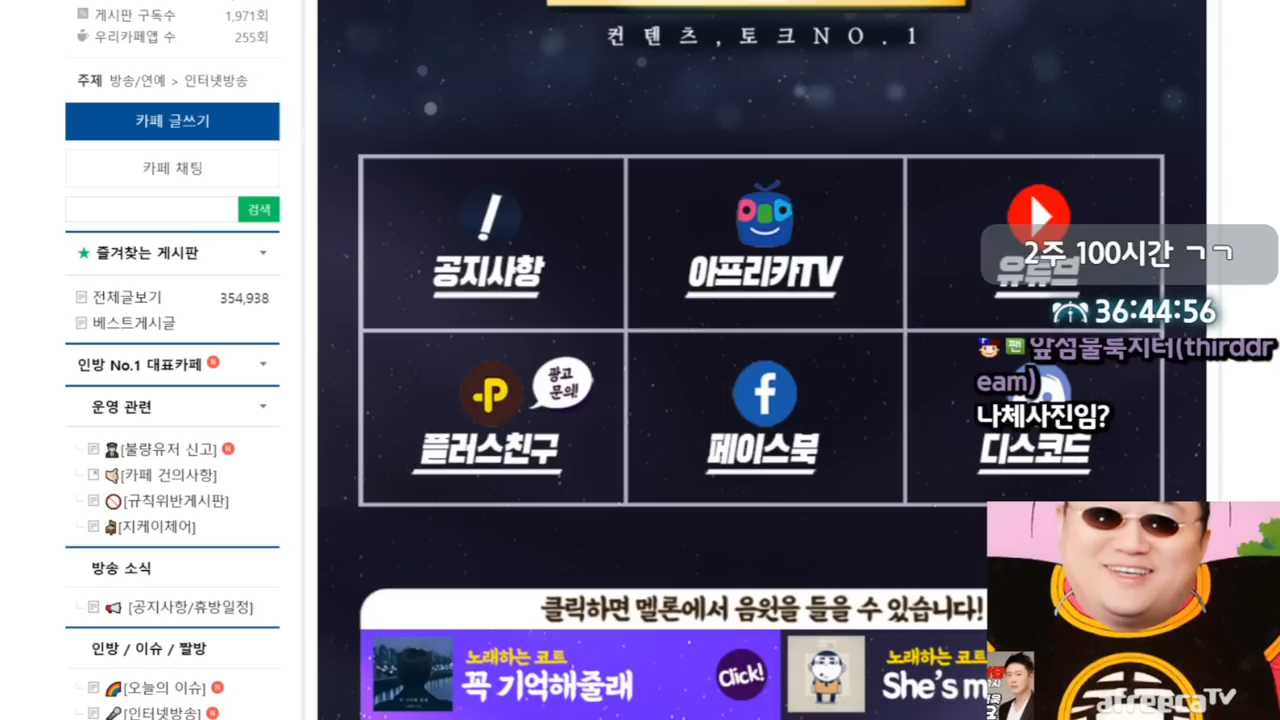 게시판 구독수 1,971회
우리카페앱 수 255회
주제 방송/연예 > 인터넷방송
카페 글쓰기
카페 채팅
검색
즐겨찾는 게시판
전체글보기 354,938
베스트게시글
인방 No.1 대표카페 N
운영 관련
[불량유저 신고] N
[카페 건의사항]
[규칙위반게시판]
[지케이체어]
방송 소식
[공지사항/휴방일정]
인방 / 이슈 / 짤방
[오늘의 이슈] N
[인터넷방송] N
컨텐츠,토크NO.1
공지사항
아프리카TV
유튜브
광고
문의!
플러스친구
페이스북
디스코드
2주 100시간 ㄱㄱ
36:44:56
팬 앞섬물뚝지터(thirddr
eam)
나체사진임?
클릭하면 멜론에서 음원을 들을 수 있습니다!
노래하는 코트
꼭 기억해줄래
Click!
노래하는 코트
She's m
afreecaTV